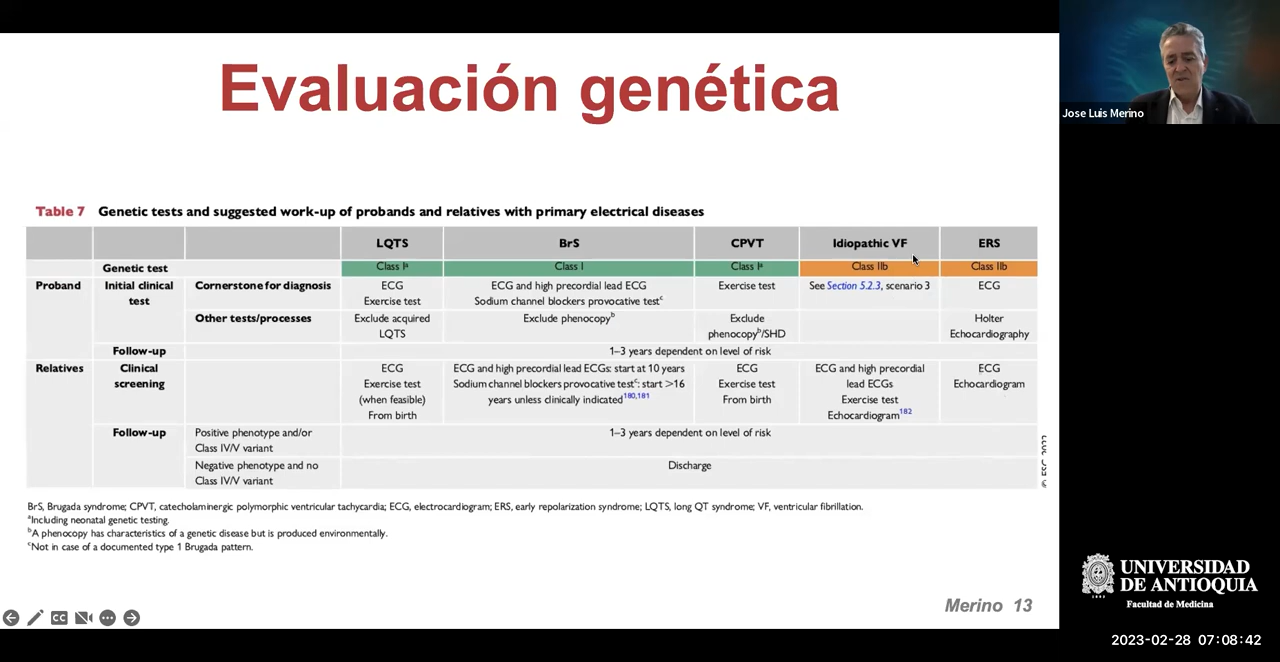 Evaluación genética
Table 7 Genetic tests and suggested work-up of probands and relatives with primary electrical diseases
LQTS BrS CPVT Idiopathic VF ERS
Genetic test Class Iᵃ Class I Class Iᵃ Class IIb Class IIb
Proband Initial clinical Cornerstone for diagnosis ECG ECG and high precordial lead ECG Exercise test See Section 5.2.3, scenario 3 ECG
test Exercise test Sodium channel blockers provocative testᶜ
Other tests/processes Exclude acquired Exclude phenocopyᵇ Exclude Holter
LQTS phenocopyᵇ/SHD Echocardiography
Follow-up 1–3 years dependent on level of risk
Relatives Clinical ECG ECG and high precordial lead ECGs: start at 10 years ECG ECG and high precordial ECG
screening Exercise test Sodium channel blockers provocative testᶜ: start >16 Exercise test lead ECGs Echocardiogram
(when feasible) years unless clinically indicated¹⁸⁰,¹⁸¹ From birth Exercise test
From birth Echocardiogram¹⁸²
Follow-up Positive phenotype and/or 1–3 years dependent on level of risk
Class IV/V variant
Negative phenotype and no Discharge
Class IV/V variant
© ESC 2022
BrS, Brugada syndrome; CPVT, catecholaminergic polymorphic ventricular tachycardia; ECG, electrocardiogram; ERS, early repolarization syndrome; LQTS, long QT syndrome; VF, ventricular fibrillation.
ᵃIncluding neonatal genetic testing.
ᵇA phenocopy has characteristics of a genetic disease but is produced environmentally.
ᶜNot in case of a documented type 1 Brugada pattern.
Merino 13
CC
Jose Luis Merino
UNIVERSIDAD
DE ANTIOQUIA
Facultad de Medicina
2023-02-28 07:08:42